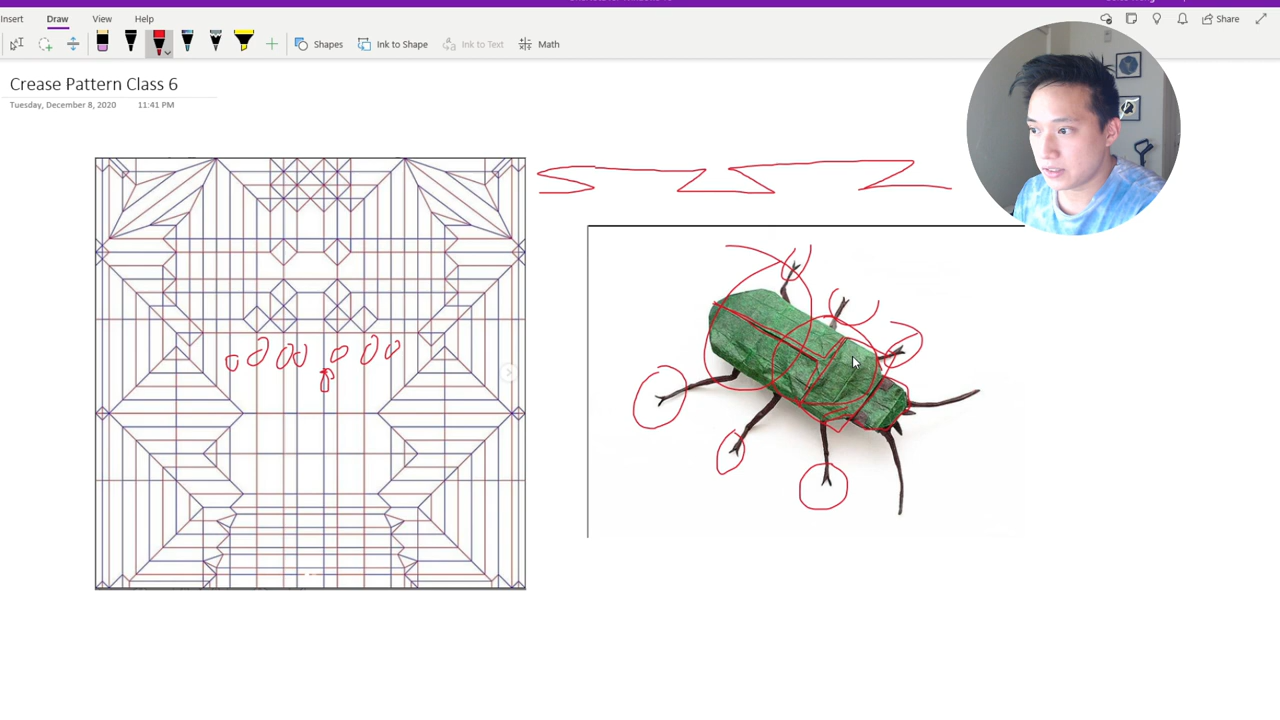 Insert Draw View Help
Shapes Ink to Shape Ink to Text Math Share
Crease Pattern Class 6
Tuesday, December 8, 2020 11:41 PM